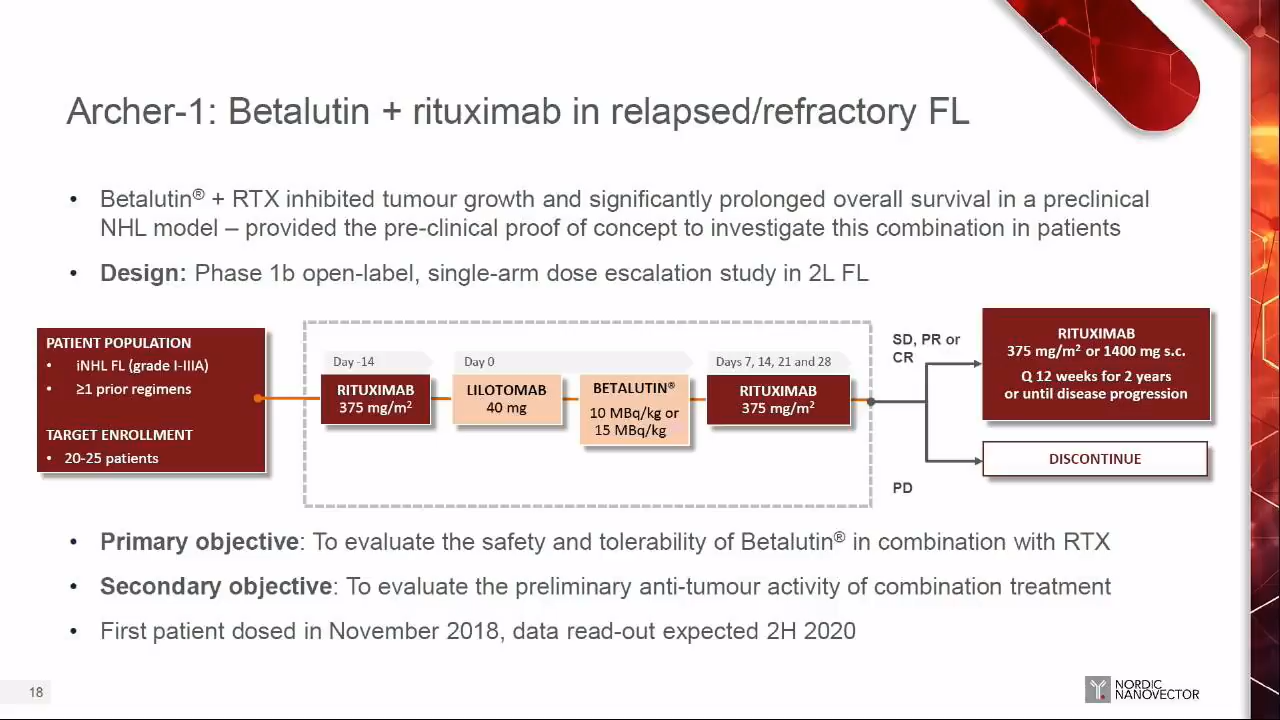 Archer-1: Betalutin + rituximab in relapsed/refractory FL
• Betalutin® + RTX inhibited tumour growth and significantly prolonged overall survival in a preclinical
NHL model – provided the pre-clinical proof of concept to investigate this combination in patients
• Design: Phase 1b open-label, single-arm dose escalation study in 2L FL
PATIENT POPULATION
• iNHL FL (grade I-IIIA)
• ≥1 prior regimens
TARGET ENROLLMENT
• 20-25 patients
Day -14
RITUXIMAB
375 mg/m²
Day 0
LILOTOMAB
40 mg
BETALUTIN®
10 MBq/kg or
15 MBq/kg
Days 7, 14, 21 and 28
RITUXIMAB
375 mg/m²
SD, PR or
CR
RITUXIMAB
375 mg/m² or 1400 mg s.c.
Q 12 weeks for 2 years
or until disease progression
PD
DISCONTINUE
• Primary objective: To evaluate the safety and tolerability of Betalutin® in combination with RTX
• Secondary objective: To evaluate the preliminary anti-tumour activity of combination treatment
• First patient dosed in November 2018, data read-out expected 2H 2020
18
NORDIC
NANOVECTOR